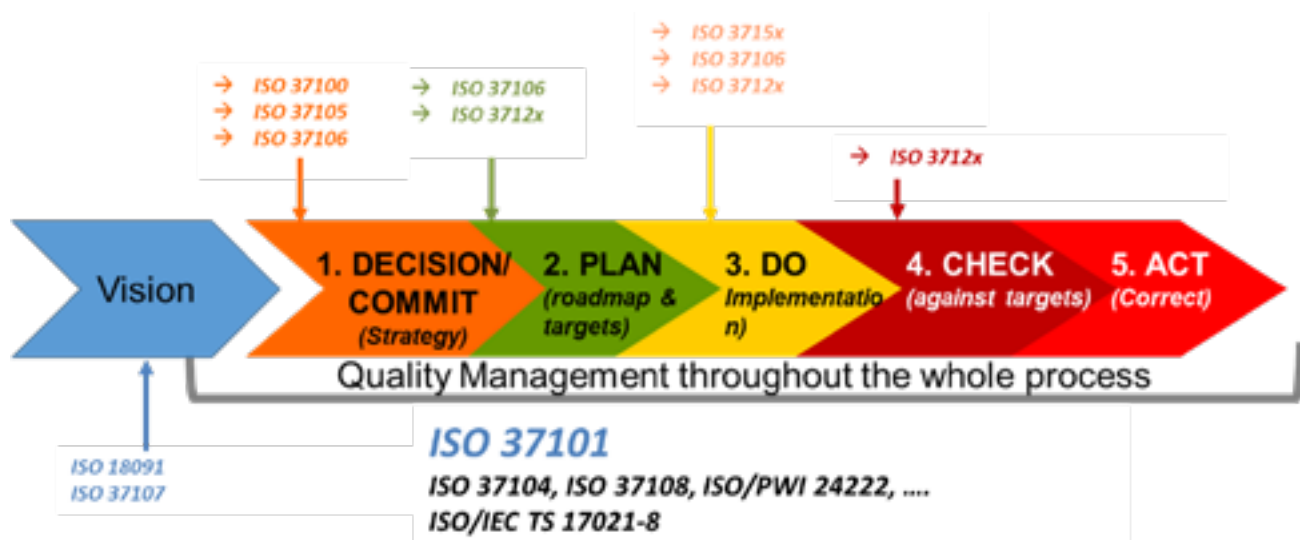 → ISO 3715x
→ ISO 37106
→ ISO 3712x
→ ISO 37100
→ ISO 37105
→ ISO 37106
→ ISO 37106
→ ISO 3712x
→ ISO 3712x
Vision
1. DECISION/
COMMIT
(Strategy)
2. PLAN
(roadmap &
targets)
3. DO
Implementatio
n)
4. CHECK
(against targets)
5. ACT
(Correct)
Quality Management throughout the whole process
ISO 18091
ISO 37107
ISO 37101
ISO 37104, ISO 37108, ISO/PWI 24222, ....
ISO/IEC TS 17021-8